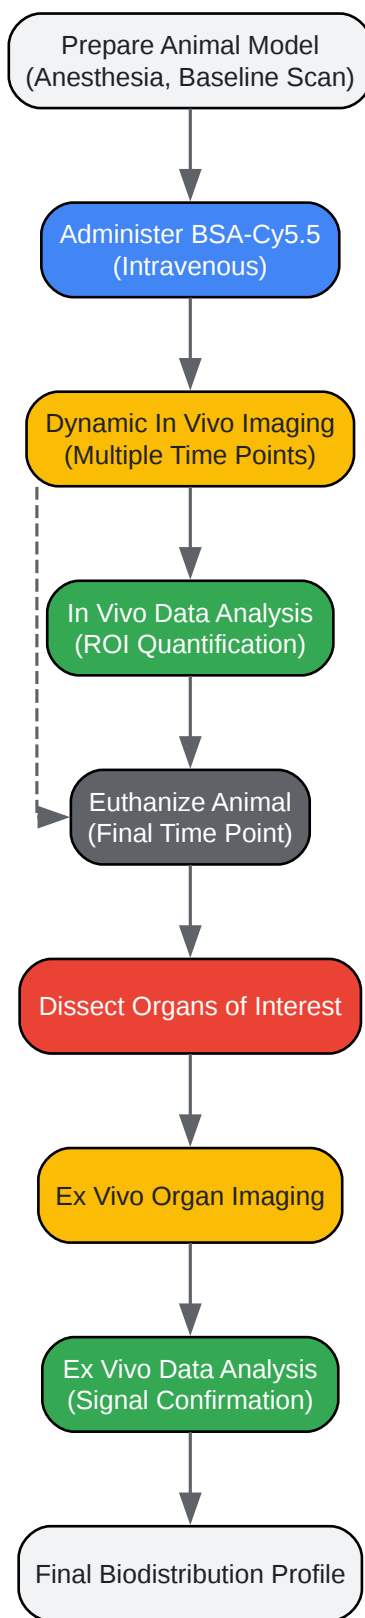 Prepare Animal Model
(Anesthesia, Baseline Scan)
Administer BSA-Cy5.5
(Intravenous)
Dynamic In Vivo Imaging
(Multiple Time Points)
In Vivo Data Analysis
(ROI Quantification)
Euthanize Animal
(Final Time Point)
Dissect Organs of Interest
Ex Vivo Organ Imaging
Ex Vivo Data Analysis
(Signal Confirmation)
Final Biodistribution Profile